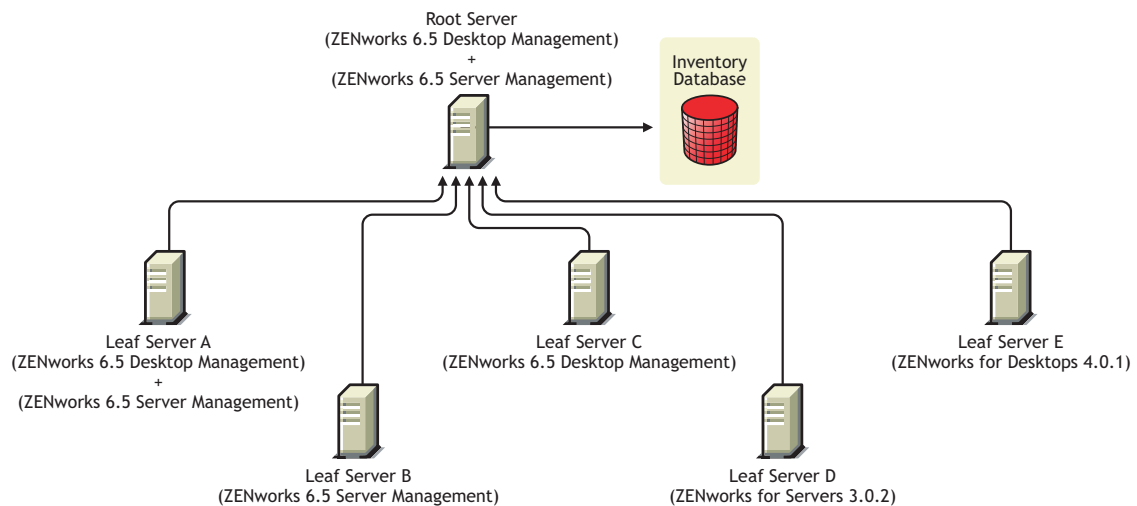 Root Server
(ZENworks 6.5 Desktop Management)
+
(ZENworks 6.5 Server Management)
Inventory
Database
Leaf Server A
(ZENworks 6.5 Desktop Management)
+
(ZENworks 6.5 Server Management)
Leaf Server B
(ZENworks 6.5 Server Management)
Leaf Server C
(ZENworks 6.5 Desktop Management)
Leaf Server D
(ZENworks for Servers 3.0.2)
Leaf Server E
(ZENworks for Desktops 4.0.1)